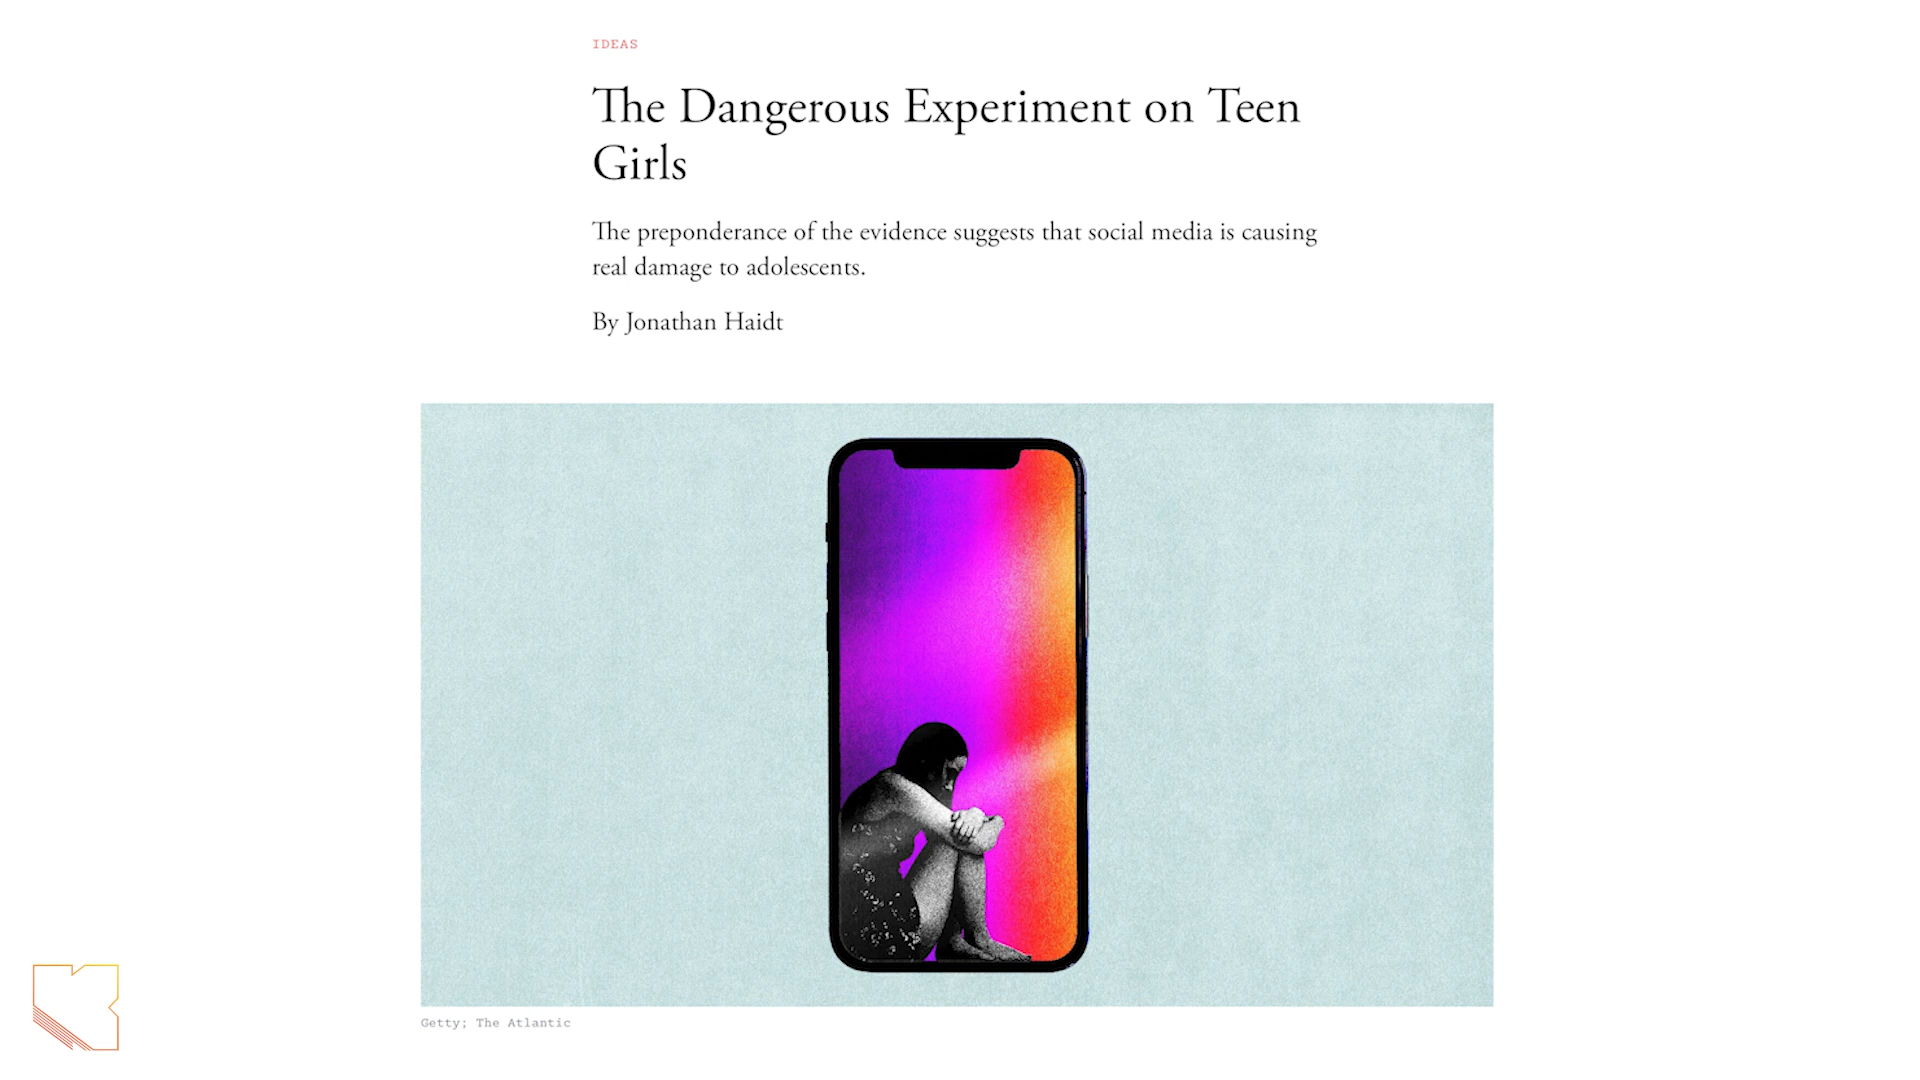 IDEAS
The Dangerous Experiment on Teen
Girls
The preponderance of the evidence suggests that social media is causing
real damage to adolescents.
By Jonathan Haidt
Getty; The Atlantic